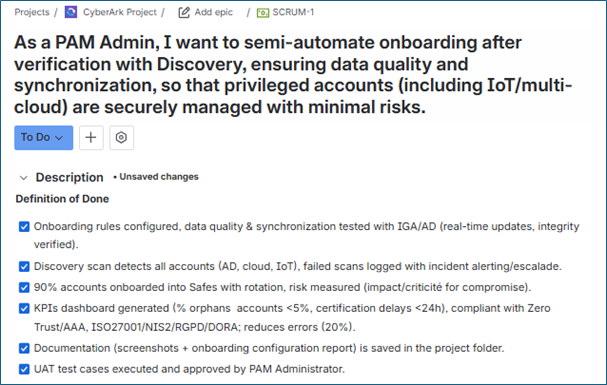 Projects / CyberArk Project / Add epic / SCRUM-1
As a PAM Admin, I want to semi-automate onboarding after
verification with Discovery, ensuring data quality and
synchronization, so that privileged accounts (including IoT/multi-
cloud) are securely managed with minimal risks.
To Do
Description • Unsaved changes
Definition of Done
Onboarding rules configured, data quality & synchronization tested with IGA/AD (real-time updates, integrity
verified).
Discovery scan detects all accounts (AD, cloud, IoT), failed scans logged with incident alerting/escalade.
90% accounts onboarded into Safes with rotation, risk measured (impact/criticité for compromise).
KPIs dashboard generated (% orphans accounts <5%, certification delays <24h), compliant with Zero
Trust/AAA, ISO27001/NIS2/RGPD/DORA; reduces errors (20%).
Documentation (screenshots + onboarding configuration report) is saved in the project folder.
UAT test cases executed and approved by PAM Administrator.